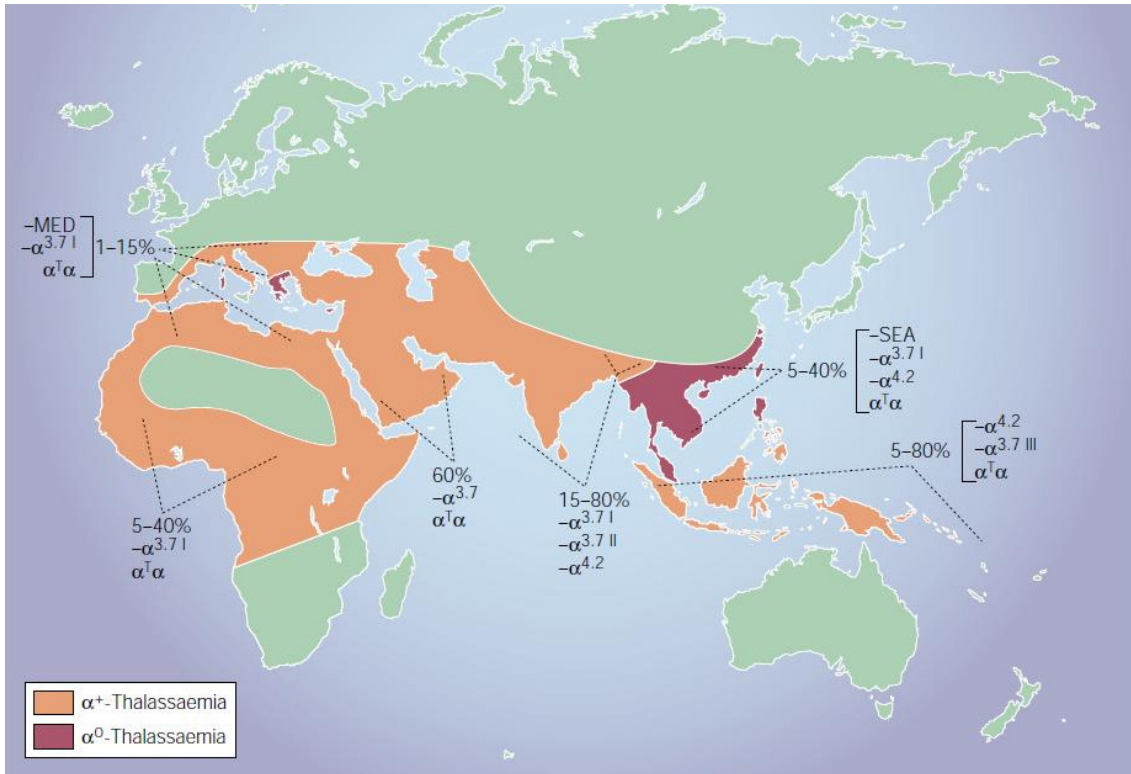 –MED
–α³·⁷ ᴵ
αᵀα
1–15%
5–40%
–α³·⁷ ᴵ
αᵀα
60%
–α³·⁷
αᵀα
15–80%
–α³·⁷ ᴵ
–α³·⁷ ᴵᴵ
–α⁴·²
5–40%
–SEA
–α³·⁷ ᴵ
–α⁴·²
αᵀα
5–80%
–α⁴·²
–α³·⁷ ᴵᴵᴵ
αᵀα
α⁺-Thalassaemia
α⁰-Thalassaemia